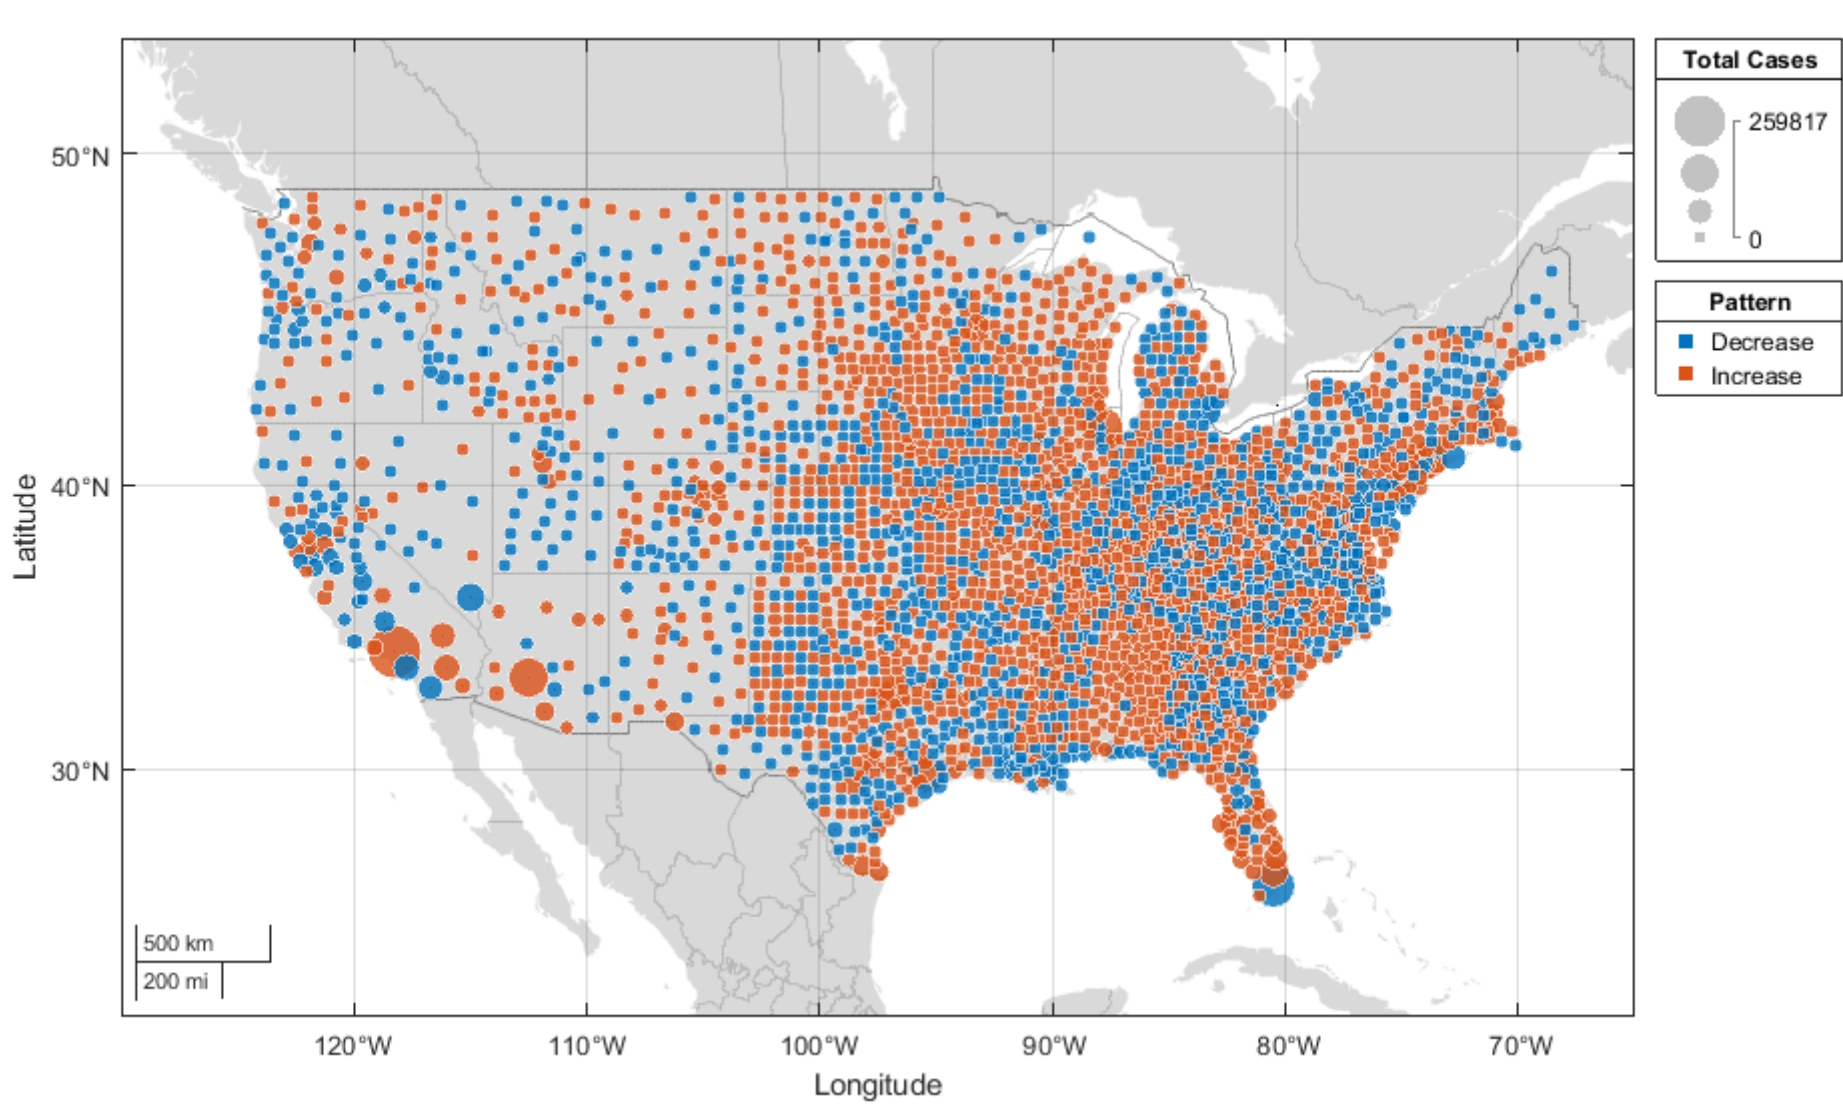 Total Cases
259817
0
Pattern
Decrease
Increase
50°N
40°N
30°N
Latitude
500 km
200 mi
120°W 110°W 100°W 90°W 80°W 70°W
Longitude